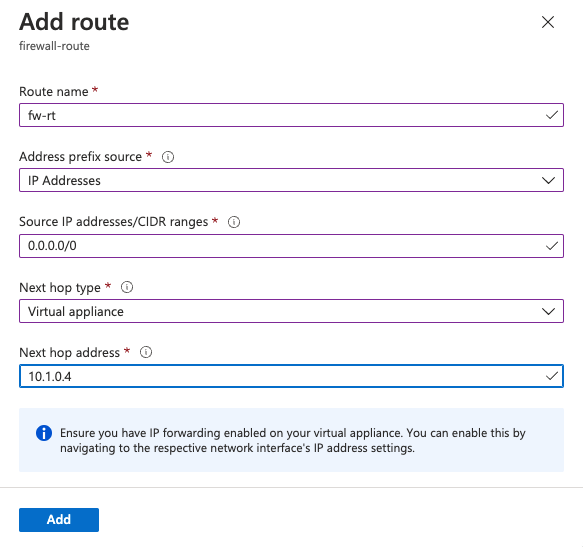 Add route
firewall-route
Route name *
fw-rt
Address prefix source *
IP Addresses
Source IP addresses/CIDR ranges *
0.0.0.0/0
Next hop type *
Virtual appliance
Next hop address *
10.1.0.4
Ensure you have IP forwarding enabled on your virtual appliance. You can enable this by
navigating to the respective network interface's IP address settings.
Add